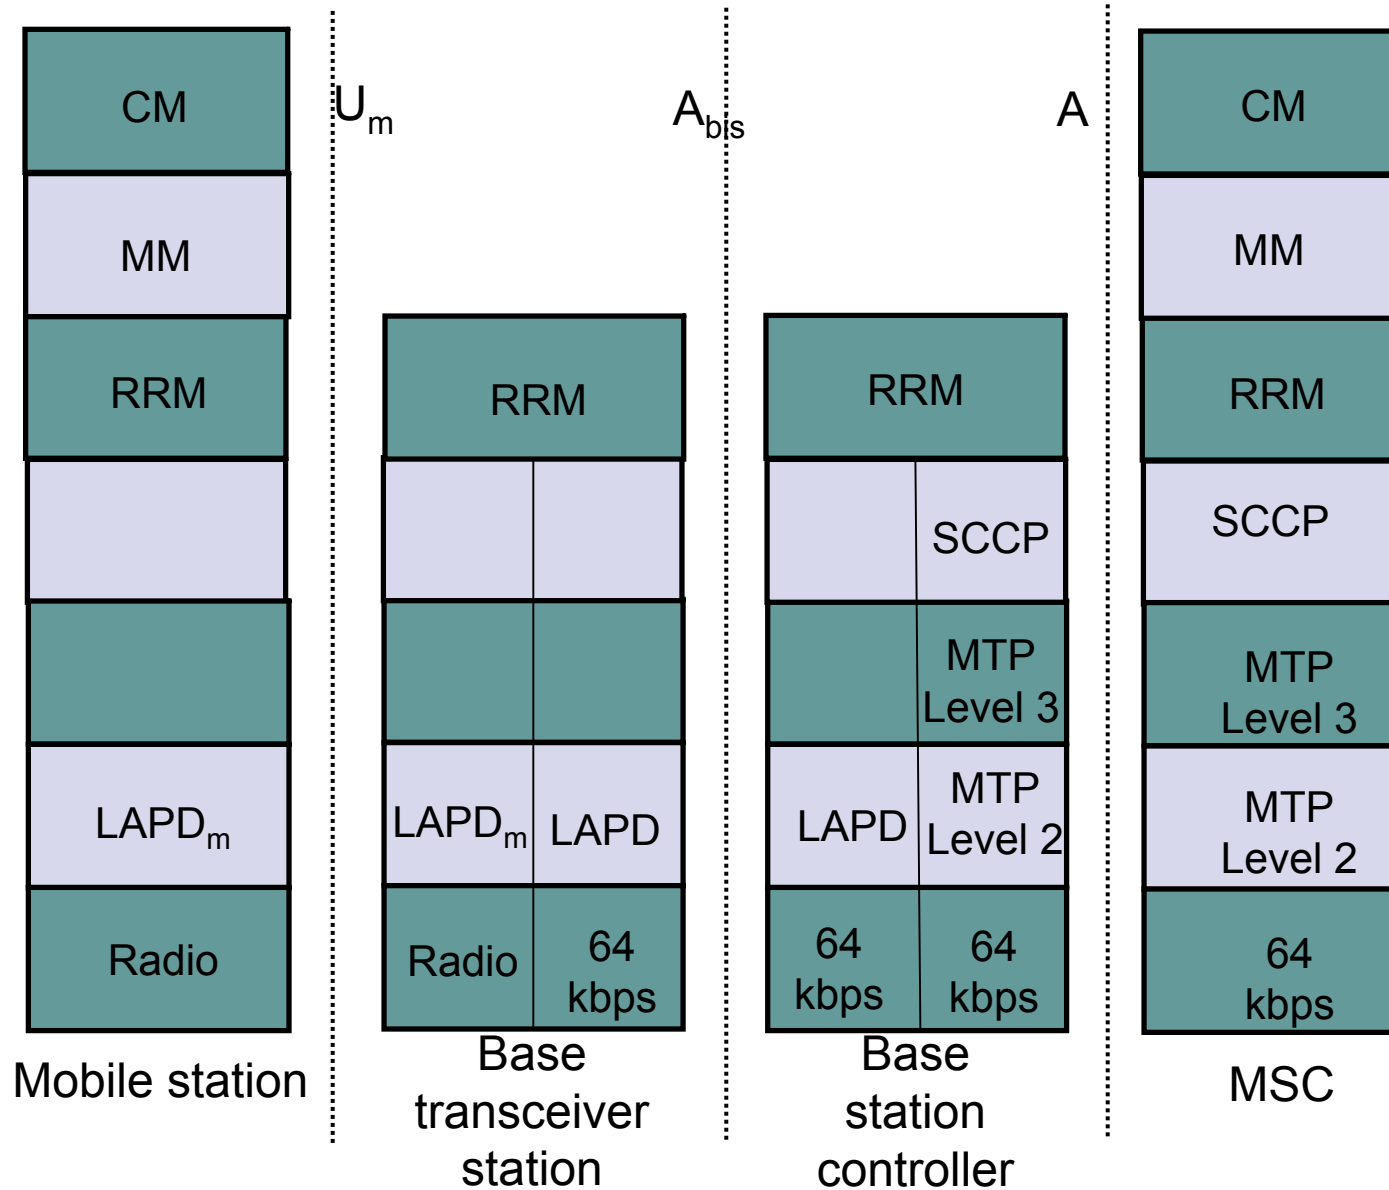 CM
MM
RRM
LAPDm
Radio
Mobile station
Um
RRM
LAPDm
LAPD
Radio
64
kbps
Base
transceiver
station
Abis
RRM
SCCP
MTP
Level 3
LAPD
MTP
Level 2
64
kbps
64
kbps
Base
station
controller
A
CM
MM
RRM
SCCP
MTP
Level 3
MTP
Level 2
64
kbps
MSC